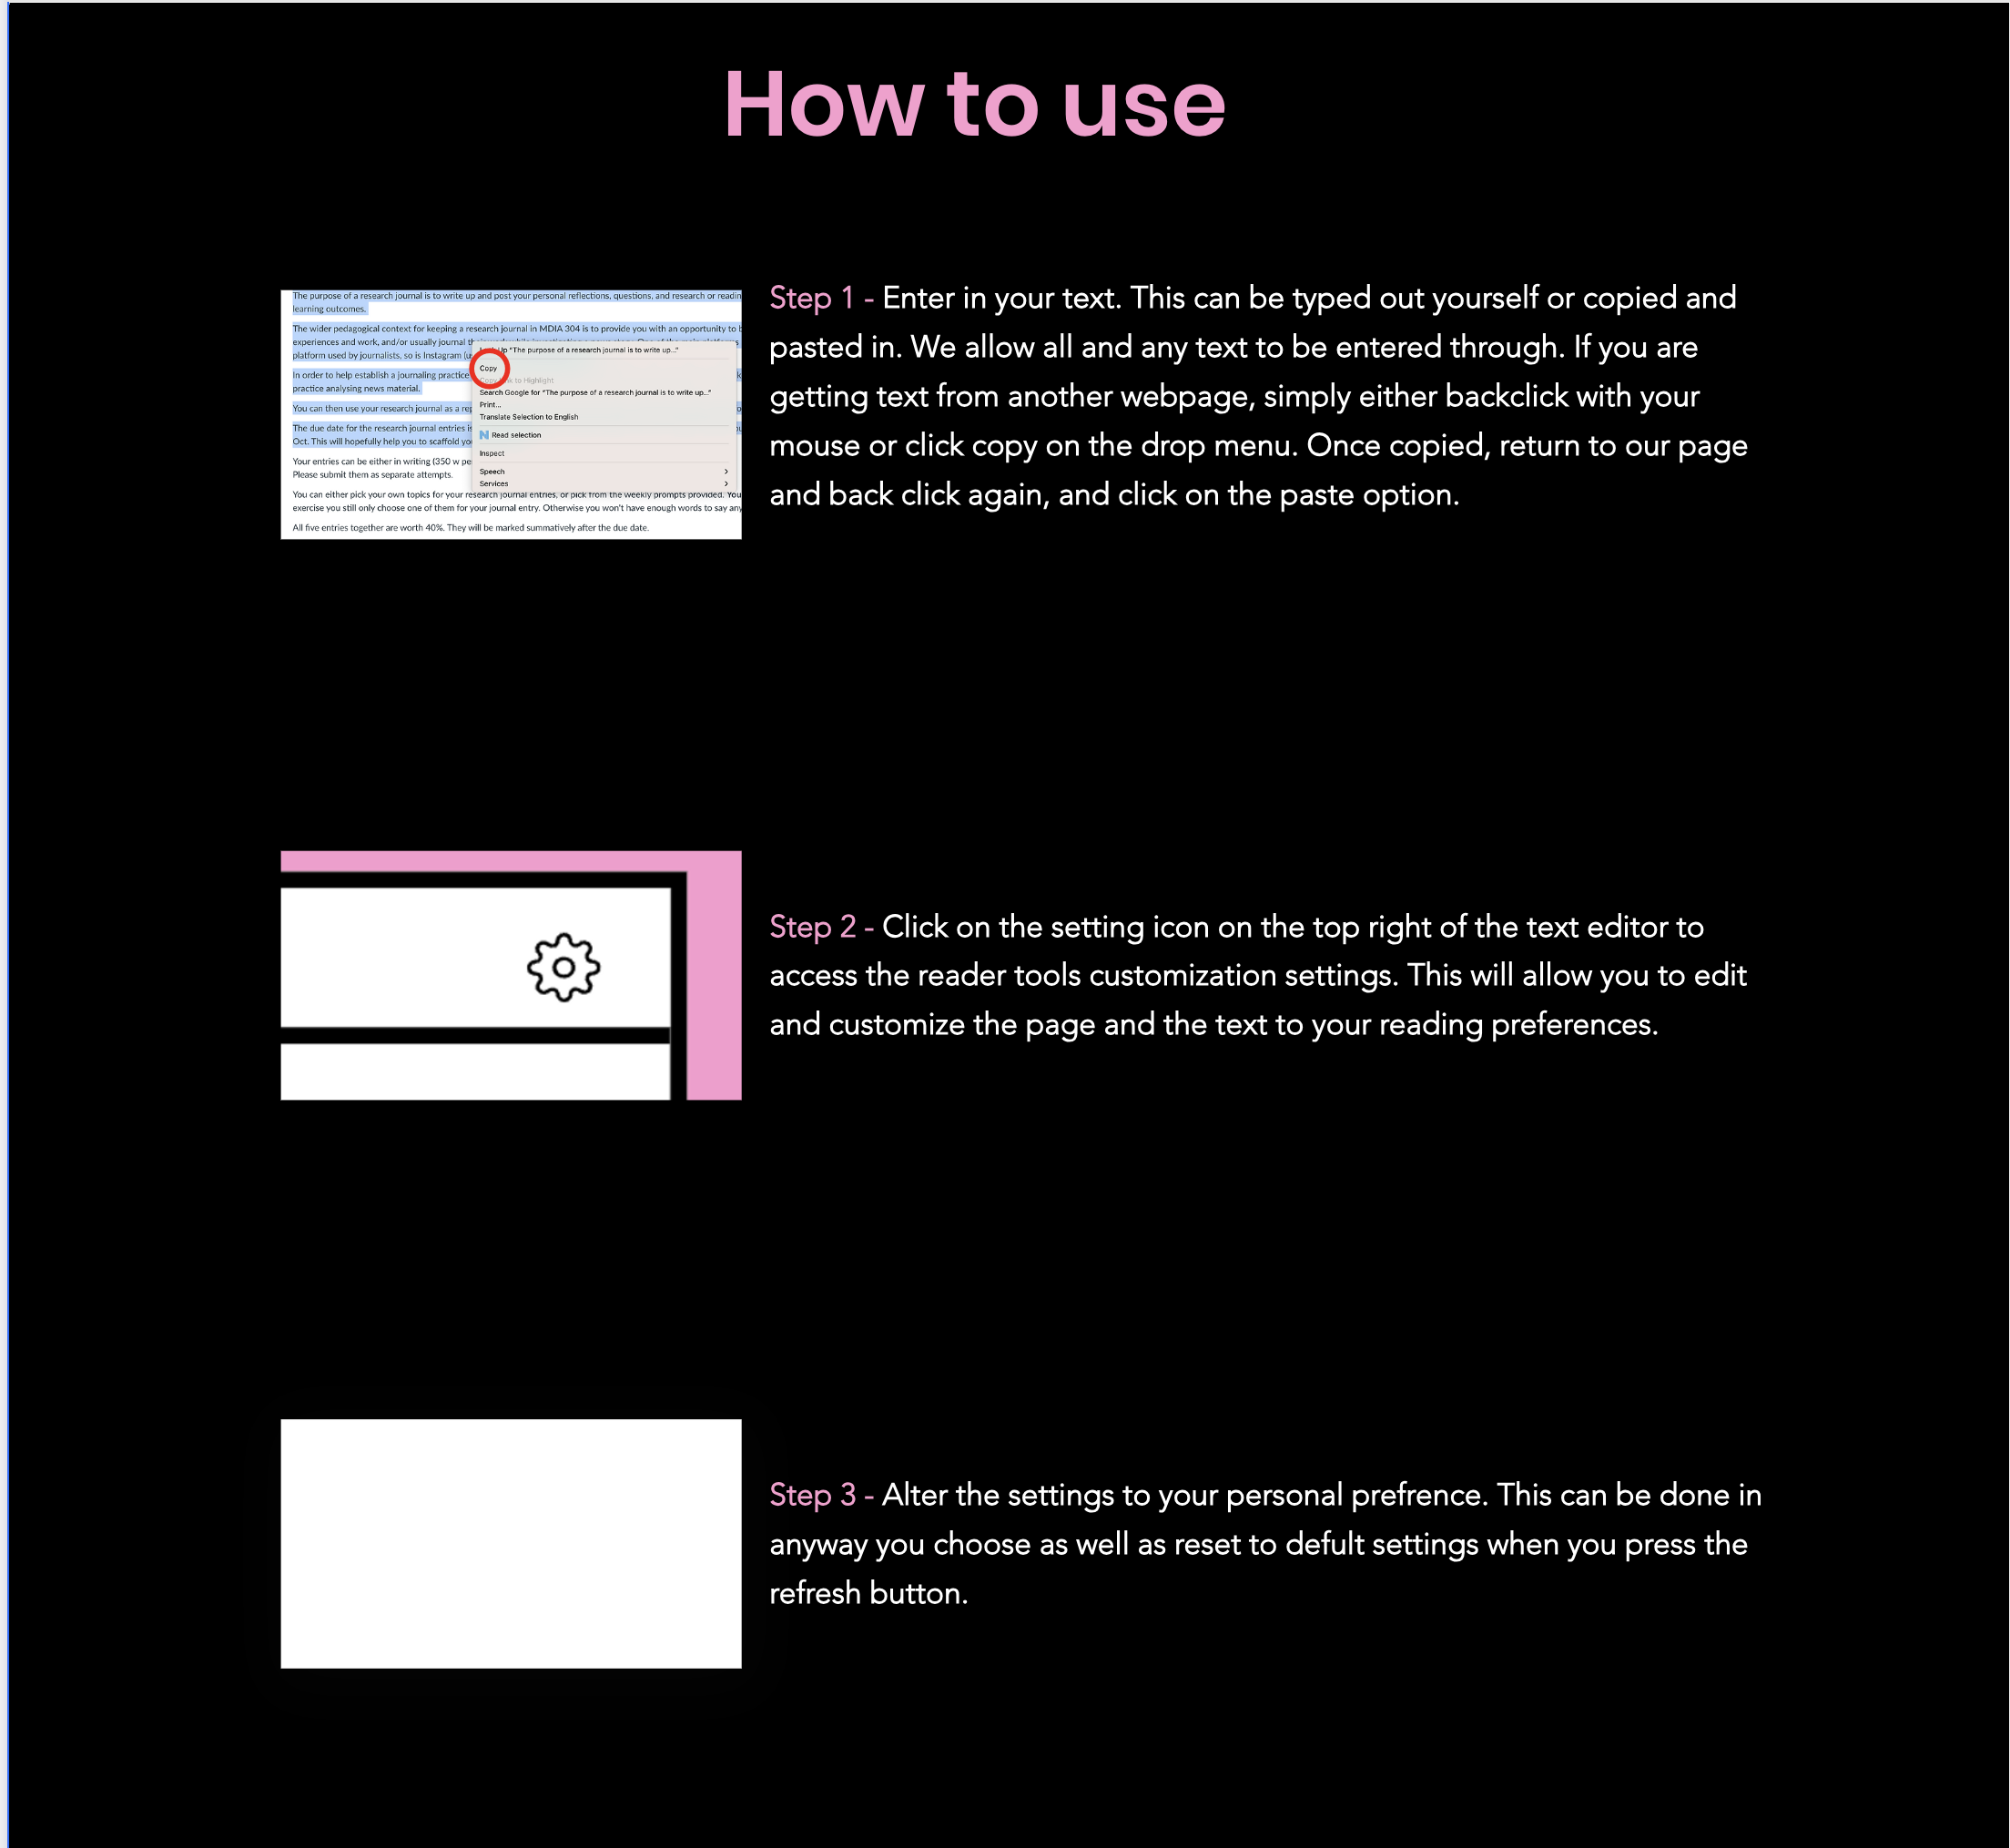 How to use
The purpose of a research journal is to write up and post your personal reflections, questions, and research or readin
learning outcomes.
The wider pedagogical context for keeping a research journal in MDIA 304 is to provide you with an opportunity to b
experiences and work, and/or usually journal
platform used by journalists, so is Instagram
Up "The purpose of a research journal is to write up..."
Copy
In order to help establish a journaling practice
to Highlight
practice analysing news material.
Search Google for "The purpose of a research journal is to write up..."
Print...
You can then use your research journal as a
Translate Selection to English
The due date for the research journal entries is
Read selection
Oct. This will hopefully help you to scaffold
Inspect
Your entries can be either in writing (350 w
Please submit them as separate attempts.
Speech
Services
You can either pick your own topics for your research journal entries, or pick from the weekly prompts provided. You
exercise you still only choose one of them for your journal entry. Otherwise you won't have enough words to say any
All five entries together are worth 40%. They will be marked summatively after the due date.
Step 1 - Enter in your text. This can be typed out yourself or copied and
pasted in. We allow all and any text to be entered through. If you are
getting text from another webpage, simply either backclick with your
mouse or click copy on the drop menu. Once copied, return to our page
and back click again, and click on the paste option.
Step 2 - Click on the setting icon on the top right of the text editor to
access the reader tools customization settings. This will allow you to edit
and customize the page and the text to your reading preferences.
Step 3 - Alter the settings to your personal prefrence. This can be done in
anyway you choose as well as reset to defult settings when you press the
refresh button.